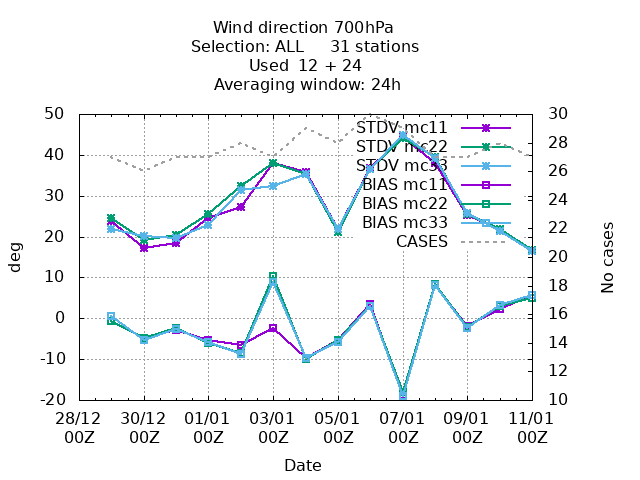 Wind direction 700hPa
Selection: ALL 31 stations
Used 12 + 24
Averaging window: 24h
50
40
30
20
10
0
-10
-20
deg
30
28
26
24
22
20
18
16
14
12
10
No cases
STDV mc11
STDV mc22
STDV mc33
BIAS mc11
BIAS mc22
BIAS mc33
CASES
28/12 30/12 01/01 03/01 05/01 07/01 09/01 11/01
00Z 00Z 00Z 00Z 00Z 00Z 00Z 00Z
Date